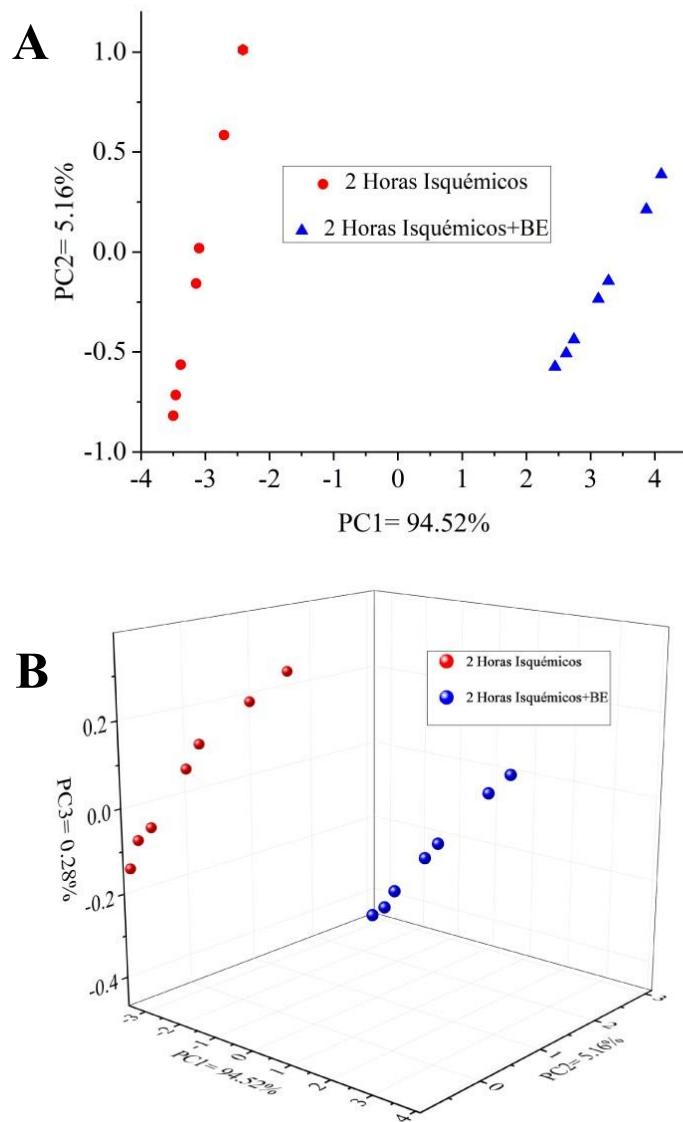 A
1.0
0.5
0.0
-0.5
-1.0
PC2= 5.16%
2 Horas Isquémicos
2 Horas Isquémicos+BE
-4 -3 -2 -1 0 1 2 3 4
PC1= 94.52%
B
2 Horas Isquémicos
2 Horas Isquémicos+BE
0.2
0.0
-0.2
-0.4
PC3= 0.28%
-3 -2 -1 0 1 2 3 4
PC1= 94.52%
0 1 2 3
PC2= 5.16%